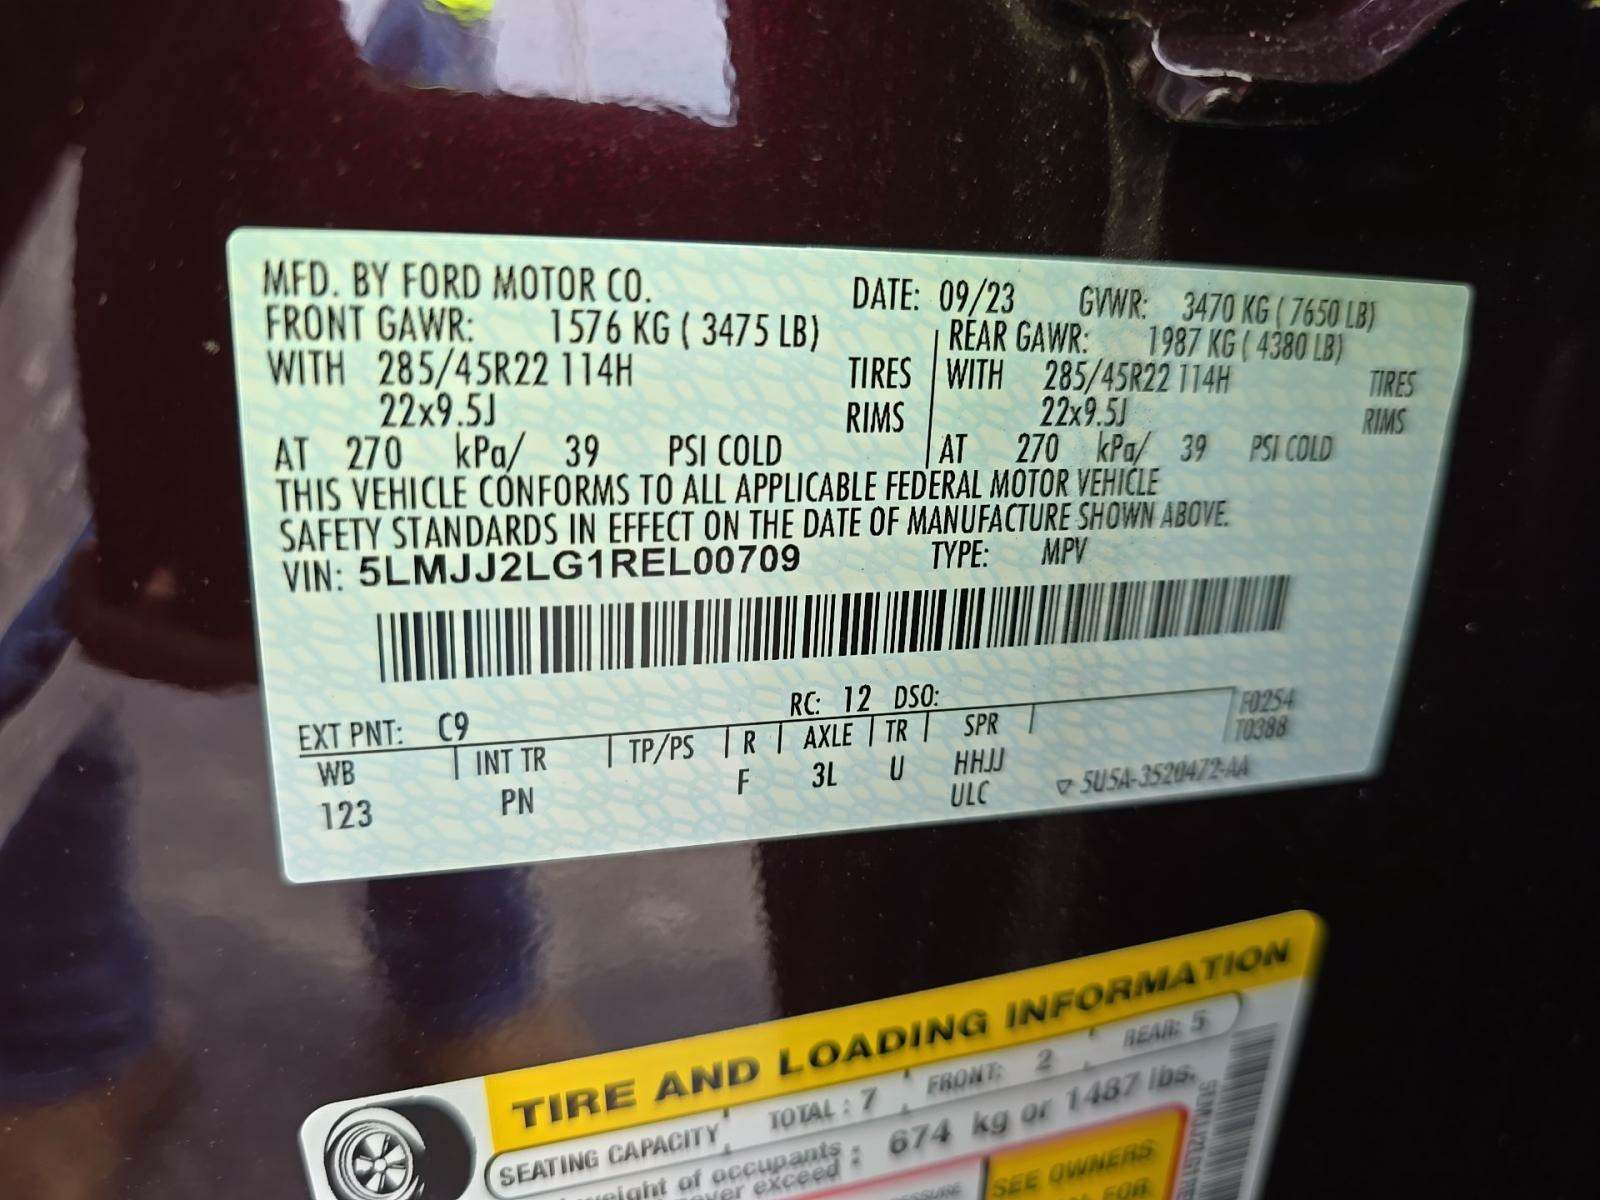 MFD. BY FORD MOTOR CO. DATE: 09/23 GVWR: 3470 KG ( 7650 LB)
FRONT GAWR: 1576 KG ( 3475 LB) REAR GAWR: 1987 KG ( 4380 LB)
WITH 285/45R22 114H TIRES WITH 285/45R22 114H TIRES
22x9.5J RIMS 22x9.5J RIMS
AT 270 kPa/ 39 PSI COLD AT 270 kPa/ 39 PSI COLD
THIS VEHICLE CONFORMS TO ALL APPLICABLE FEDERAL MOTOR VEHICLE
SAFETY STANDARDS IN EFFECT ON THE DATE OF MANUFACTURE SHOWN ABOVE.
VIN: 5LMJJ2LG1REL00709 TYPE: MPV
EXT PNT: C9 RC: 12 DSO: F0254
WB INT TR TP/PS R AXLE TR SPR T0388
123 PN F 3L U HHJJ
ULC ▽ 5U5A-3520472-AA
TIRE AND LOADING INFORMATION
SEATING CAPACITY TOTAL : 7 FRONT: 2 REAR: 5
weight of occupants : 674 kg or 1487 lbs.
never exceed
SEE OWNERS
FOR